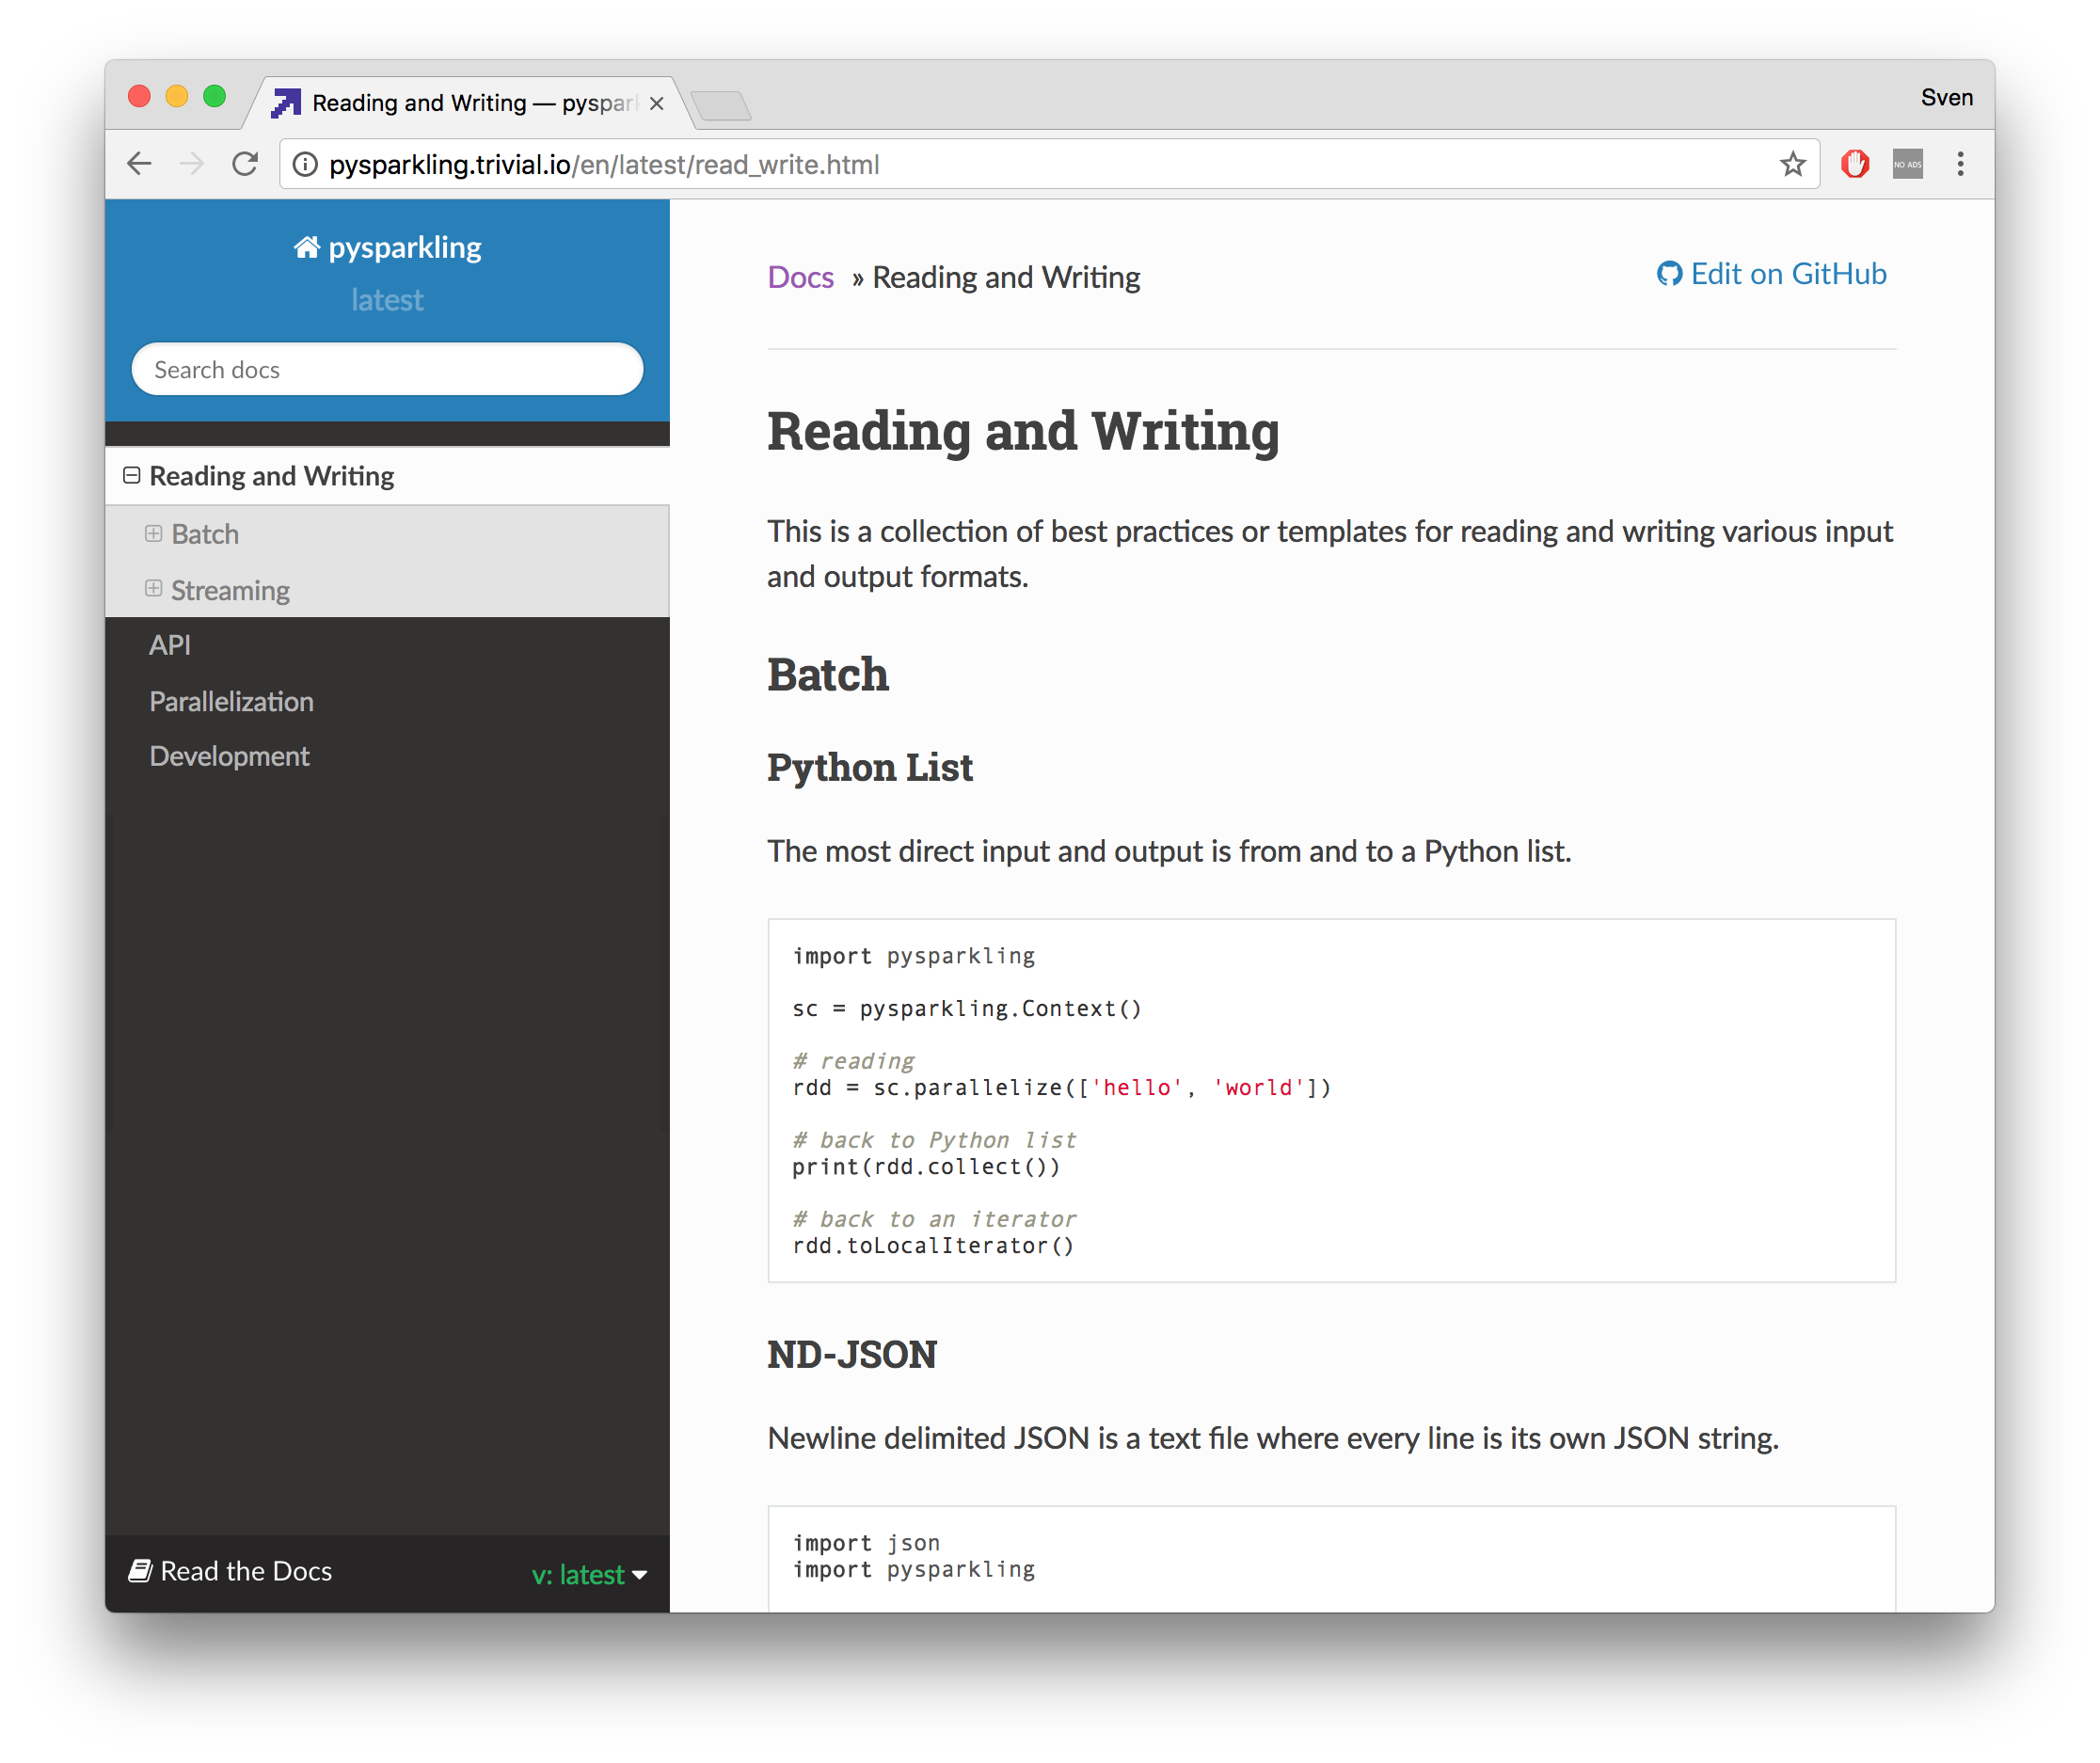 Reading and Writing — pyspar
Sven
pysparkling.trivial.io/en/latest/read_write.html
NO ADS
pysparkling
latest
Search docs
Reading and Writing
Batch
Streaming
API
Parallelization
Development
Read the Docs
v: latest
Docs » Reading and Writing
Edit on GitHub
Reading and Writing
This is a collection of best practices or templates for reading and writing various input
and output formats.
Batch
Python List
The most direct input and output is from and to a Python list.
import pysparkling
sc = pysparkling.Context()
# reading
rdd = sc.parallelize(['hello', 'world'])
# back to Python list
print(rdd.collect())
# back to an iterator
rdd.toLocalIterator()
ND-JSON
Newline delimited JSON is a text file where every line is its own JSON string.
import json
import pysparkling